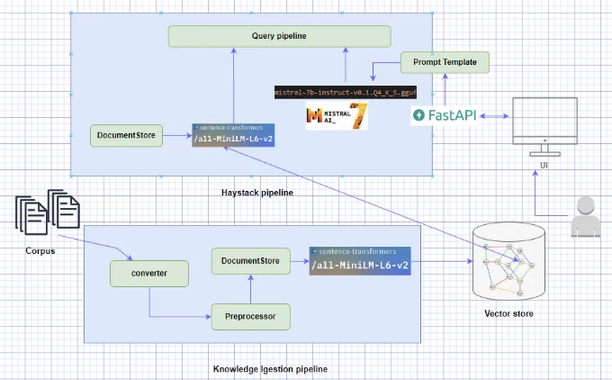 Query pipeline
Prompt Template
mistral-7b-instruct-v0.1.Q4_K_S.gguf
MISTRAL
AI_
FastAPI
DocumentStore
sentence-transformers
/all-MiniLM-L6-v2
UI
Haystack pipeline
Corpus
DocumentStore
sentence-transformers
/all-MiniLM-L6-v2
converter
Preprocessor
Vector store
Knowledge Igestion pipeline